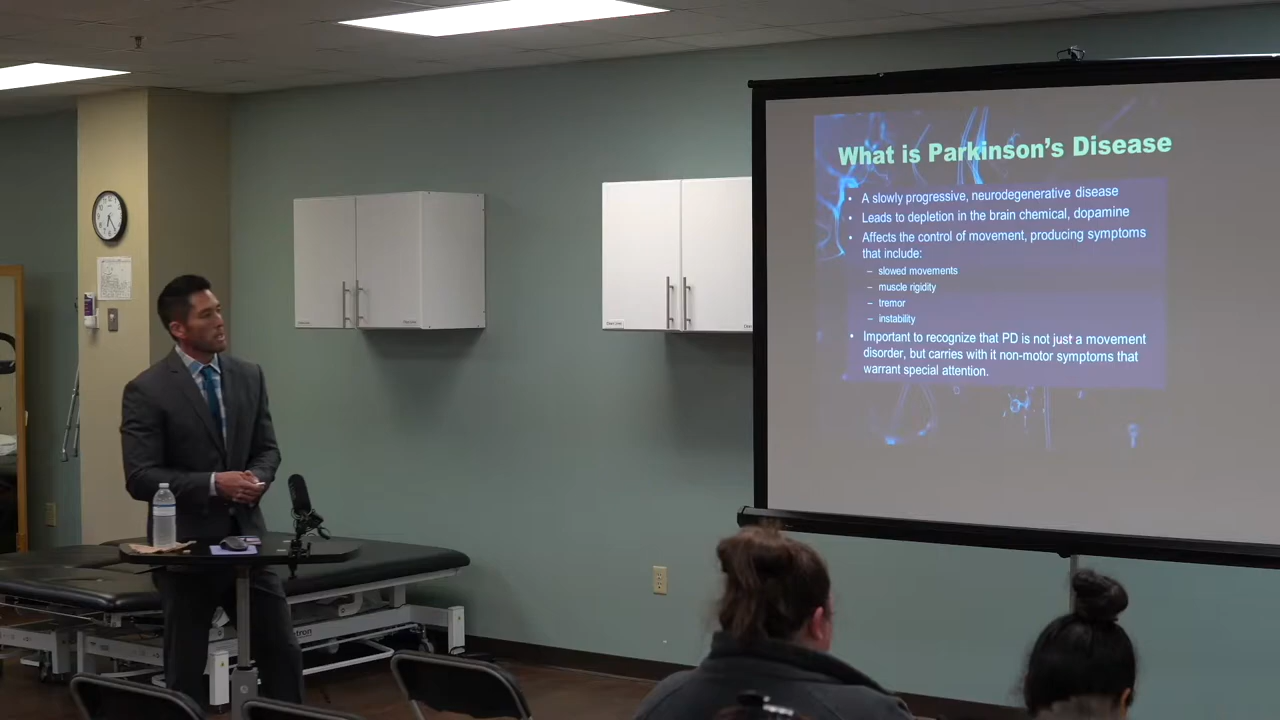 What is Parkinson's Disease
• A slowly progressive, neurodegenerative disease
• Leads to depletion in the brain chemical, dopamine
• Affects the control of movement, producing symptoms
that include:
– slowed movements
– muscle rigidity
– tremor
– instability
• Important to recognize that PD is not just a movement
disorder, but carries with it non-motor symptoms that
warrant special attention.